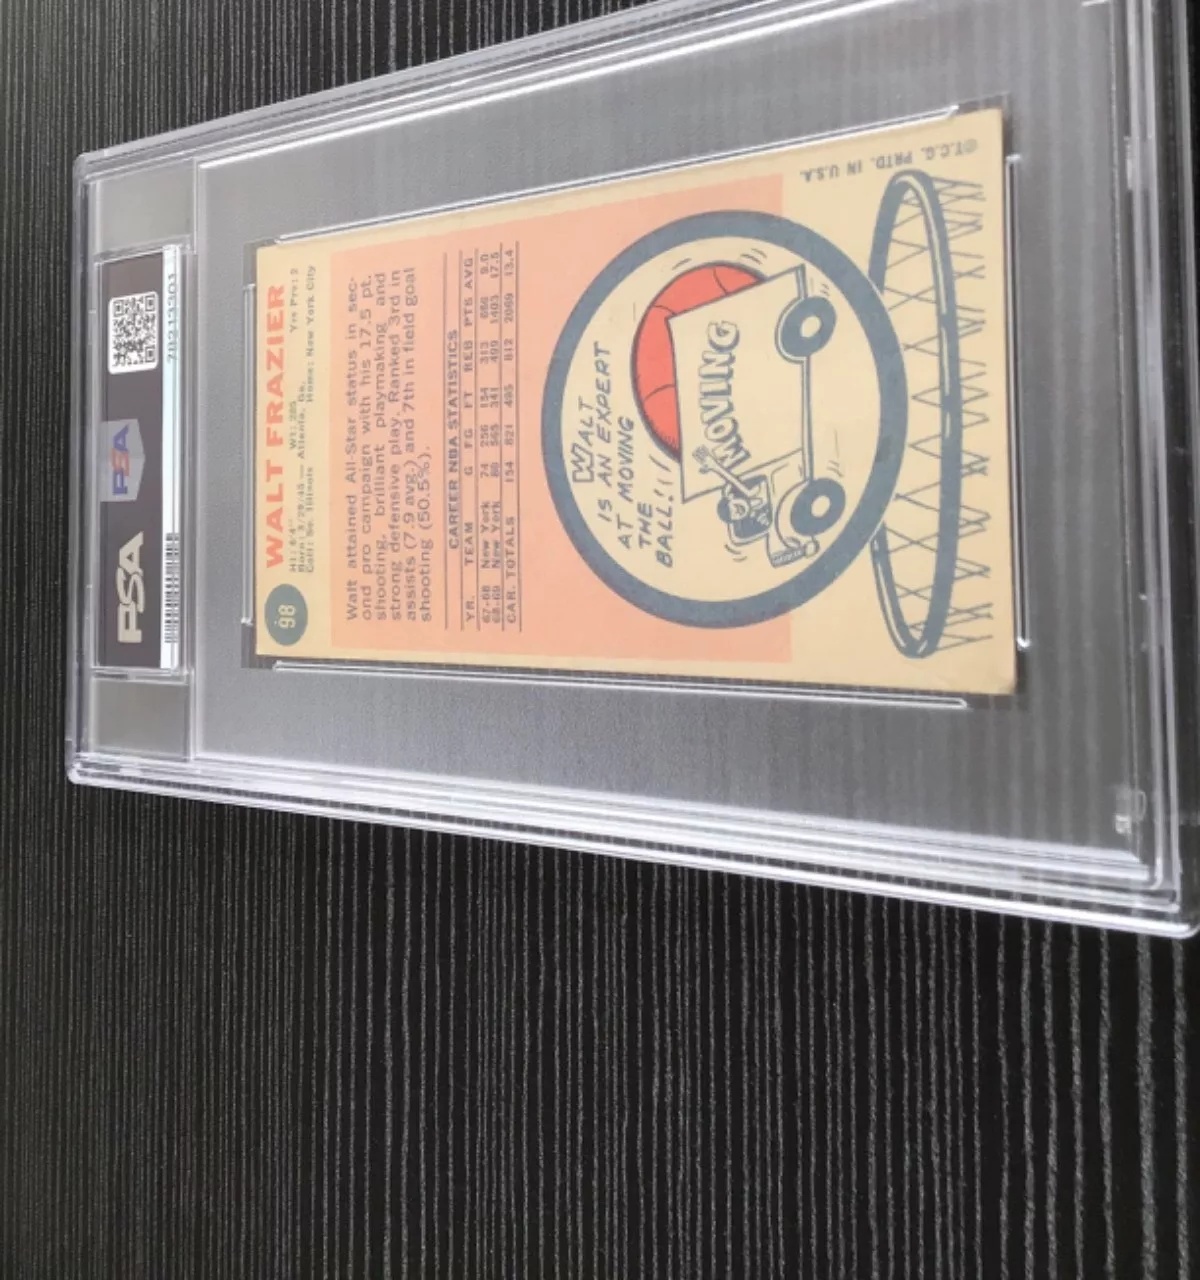 PSA
PSA
98
WALT FRAZIER
Ht: 6'4" Wt: 205 Yrs Pro: 2
Born: 3/29/45 — Atlanta, Ga.
Coll: So. Illinois Home: New York City
Walt attained All-Star status in sec-
ond pro campaign with his 17.5 pt.
shooting, brilliant playmaking and
strong defensive play. Ranked 3rd in
assists (7.9 avg.) and 7th in field goal
shooting (50.5%).
CAREER NBA STATISTICS
YR. TEAM G FG FT REB PTS AVG
67-68 New York 74 256 154 313 666 9.0
68-69 New York 80 565 341 499 1403 17.5
CAR. TOTALS 154 821 495 812 2069 13.4
WALT
IS AN EXPERT
AT MOVING
THE
BALL!!!
MOVING
©T.C.G. PRTD. IN U.S.A.